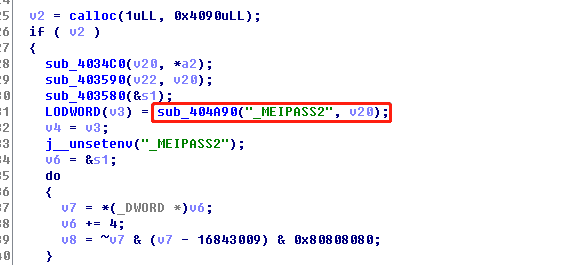 25 v2 = calloc(1uLL, 0x4090uLL);
26 if ( v2 )
27 {
28 sub_4034C0(v20, *a2);
29 sub_403590(v22, v20);
30 sub_403580(&s1);
31 LODWORD(v3) = sub_404A90("_MEIPASS2", v20);
32 v4 = v3;
33 j__unsetenv("_MEIPASS2");
34 v6 = &s1;
35 do
36 {
37 v7 = *(_DWORD *)v6;
38 v6 += 4;
39 v8 = ~v7 & (v7 - 16843009) & 0x80808080;
40 }